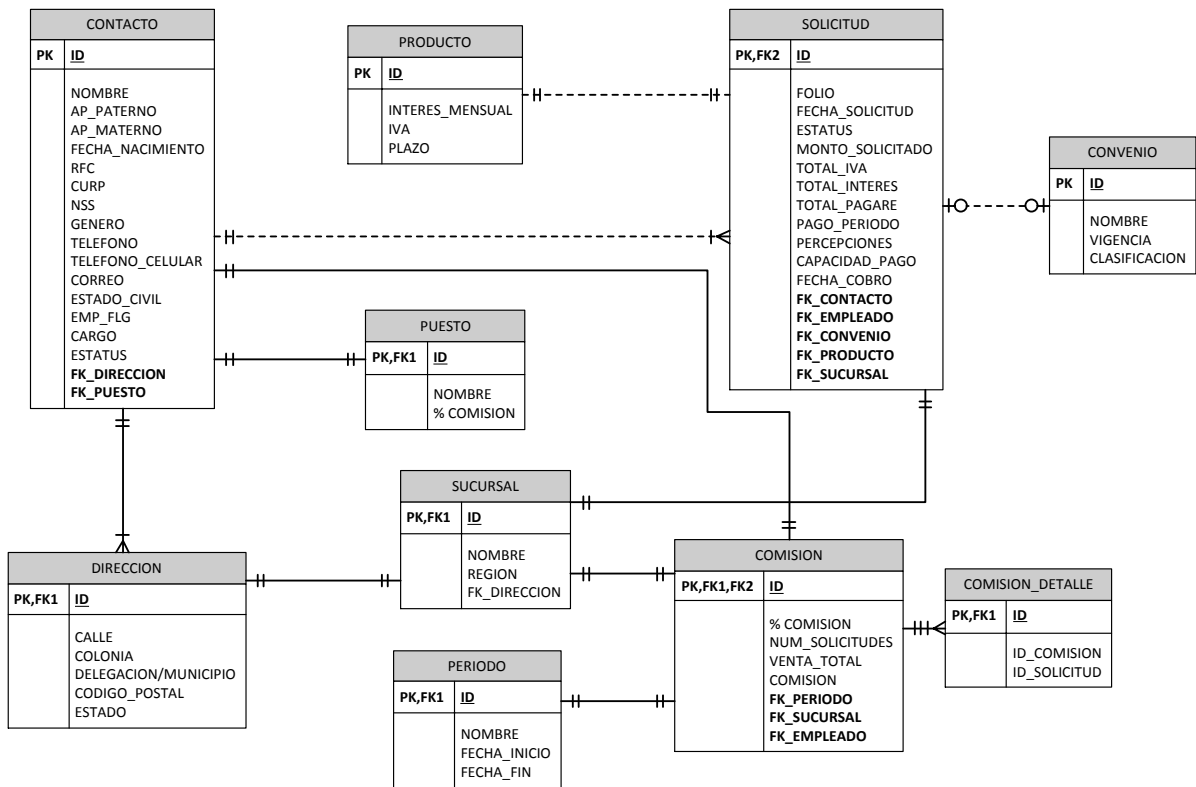 CONTACTO
PK ID
NOMBRE
AP_PATERNO
AP_MATERNO
FECHA_NACIMIENTO
RFC
CURP
NSS
GENERO
TELEFONO
TELEFONO_CELULAR
CORREO
ESTADO_CIVIL
EMP_FLG
CARGO
ESTATUS
FK_DIRECCION
FK_PUESTO
PRODUCTO
PK ID
INTERES_MENSUAL
IVA
PLAZO
SOLICITUD
PK,FK2 ID
FOLIO
FECHA_SOLICITUD
ESTATUS
MONTO_SOLICITADO
TOTAL_IVA
TOTAL_INTERES
TOTAL_PAGARE
PAGO_PERIODO
PERCEPCIONES
CAPACIDAD_PAGO
FECHA_COBRO
FK_CONTACTO
FK_EMPLEADO
FK_CONVENIO
FK_PRODUCTO
FK_SUCURSAL
CONVENIO
PK ID
NOMBRE
VIGENCIA
CLASIFICACION
PUESTO
PK,FK1 ID
NOMBRE
% COMISION
SUCURSAL
PK,FK1 ID
NOMBRE
REGION
FK_DIRECCION
DIRECCION
PK,FK1 ID
CALLE
COLONIA
DELEGACION/MUNICIPIO
CODIGO_POSTAL
ESTADO
COMISION
PK,FK1,FK2 ID
% COMISION
NUM_SOLICITUDES
VENTA_TOTAL
COMISION
FK_PERIODO
FK_SUCURSAL
FK_EMPLEADO
COMISION_DETALLE
PK,FK1 ID
ID_COMISION
ID_SOLICITUD
PERIODO
PK,FK1 ID
NOMBRE
FECHA_INICIO
FECHA_FIN